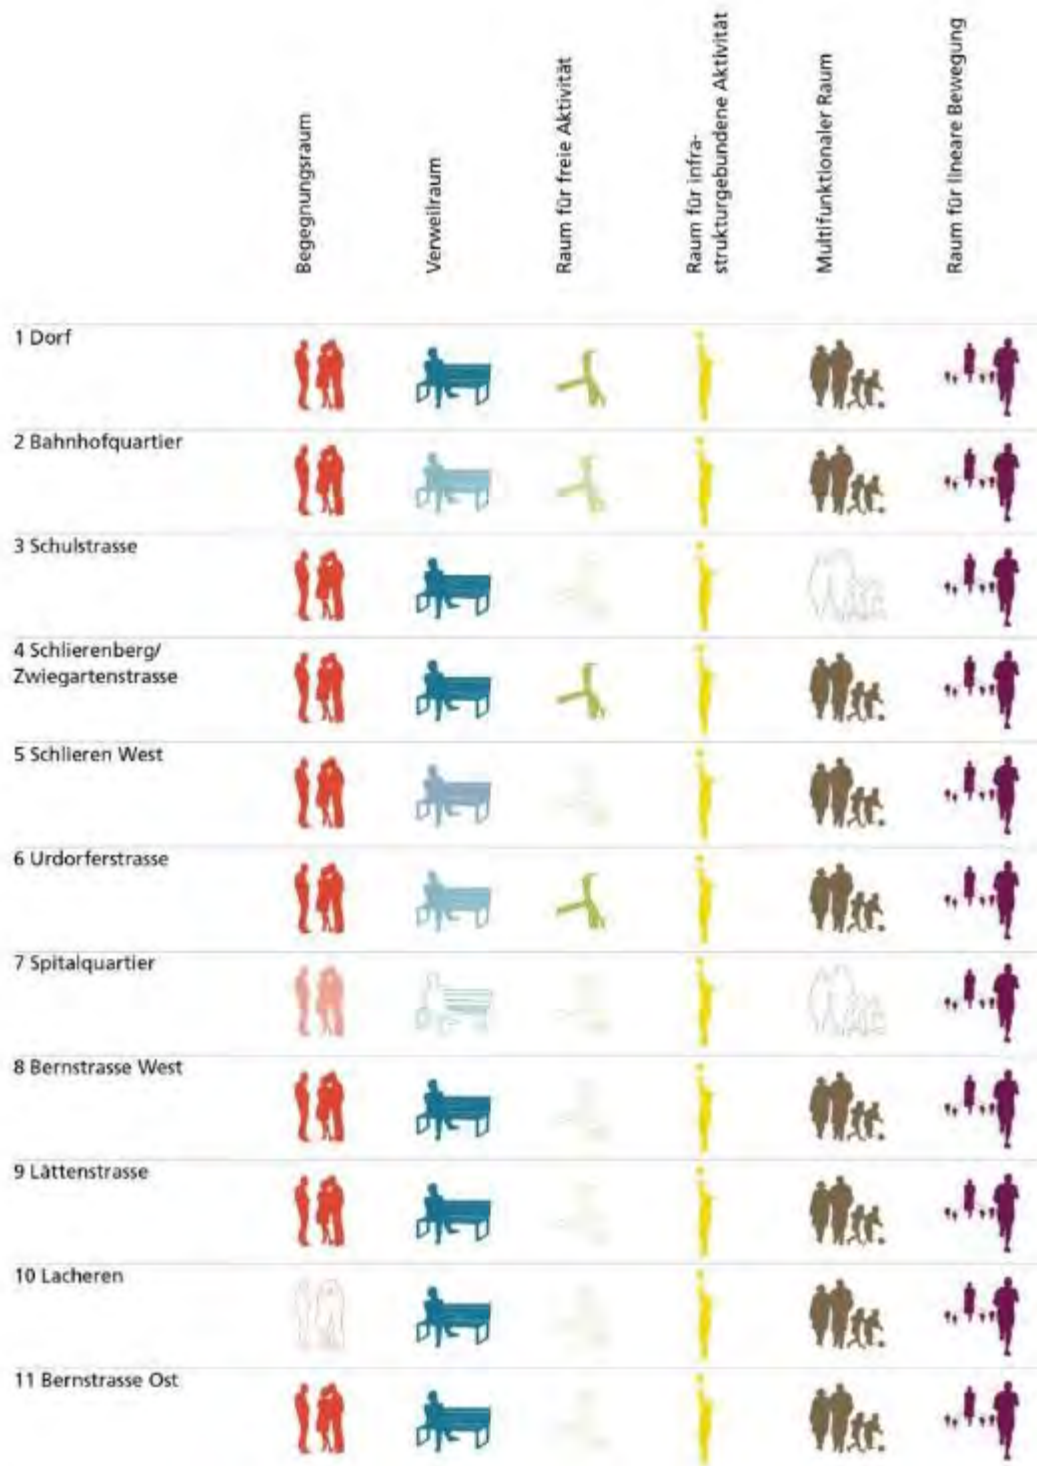 Begegnungsraum
Verweilraum
Raum für freie Aktivität
Raum für infra-
strukturgebundene Aktivität
Multifunktionaler Raum
Raum für lineare Bewegung
1 Dorf
2 Bahnhofquartier
3 Schulstrasse
4 Schlierenberg/
Zwiegartenstrasse
5 Schlieren West
6 Urdorferstrasse
7 Spitalquartier
8 Bernstrasse West
9 Lättenstrasse
10 Lacheren
11 Bernstrasse Ost